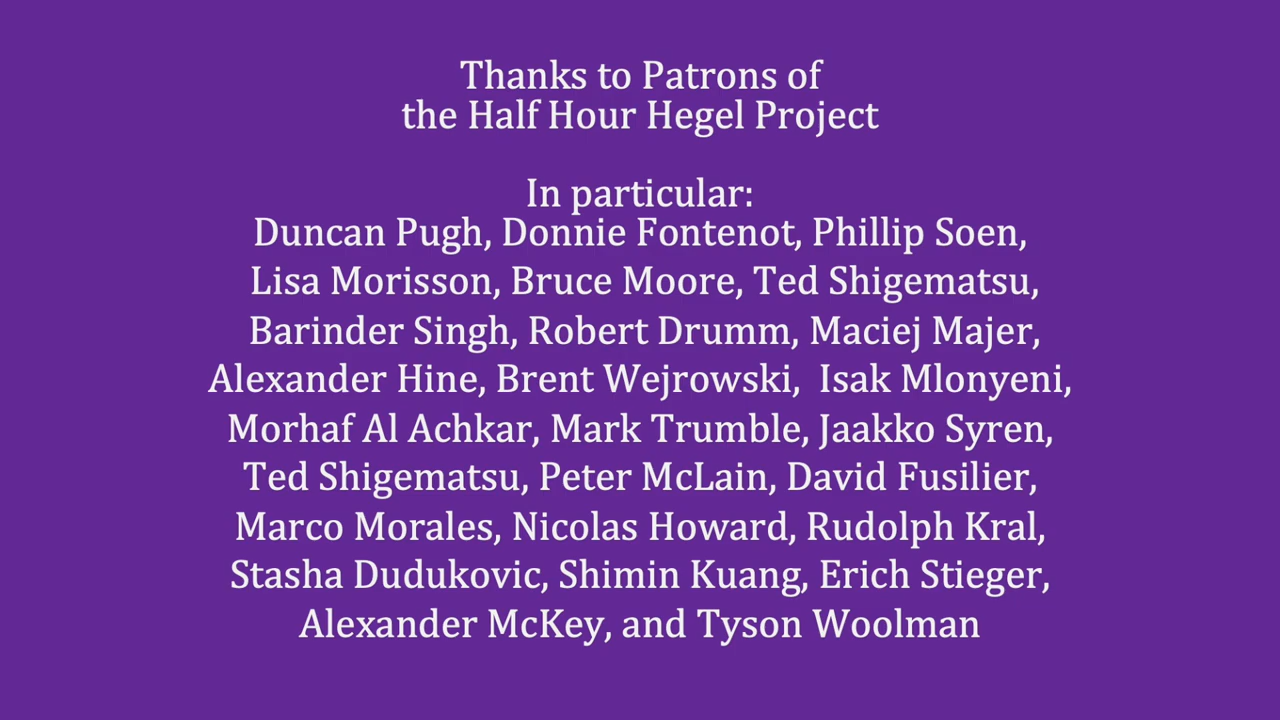 Thanks to Patrons of
the Half Hour Hegel Project
In particular:
Duncan Pugh, Donnie Fontenot, Phillip Soen,
Lisa Morisson, Bruce Moore, Ted Shigematsu,
Barinder Singh, Robert Drumm, Maciej Majer,
Alexander Hine, Brent Wejrowski,  Isak Mlonyeni,
Morhaf Al Achkar, Mark Trumble, Jaakko Syren,
Ted Shigematsu, Peter McLain, David Fusilier,
Marco Morales, Nicolas Howard, Rudolph Kral,
Stasha Dudukovic, Shimin Kuang, Erich Stieger,
Alexander McKey, and Tyson Woolman